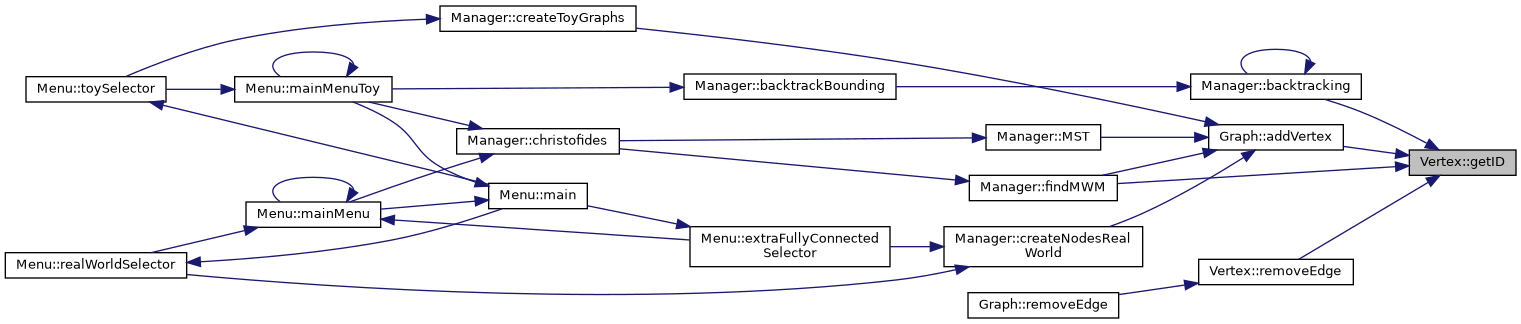 Manager::createToyGraphs
Menu::toySelector
Menu::mainMenuToy
Manager::backtrackBounding
Manager::backtracking
Manager::christofides
Manager::MST
Graph::addVertex
Vertex::getID
Manager::findMWM
Menu::main
Menu::mainMenu
Menu::extraFullyConnected
Selector
Manager::createNodesReal
World
Menu::realWorldSelector
Vertex::removeEdge
Graph::removeEdge